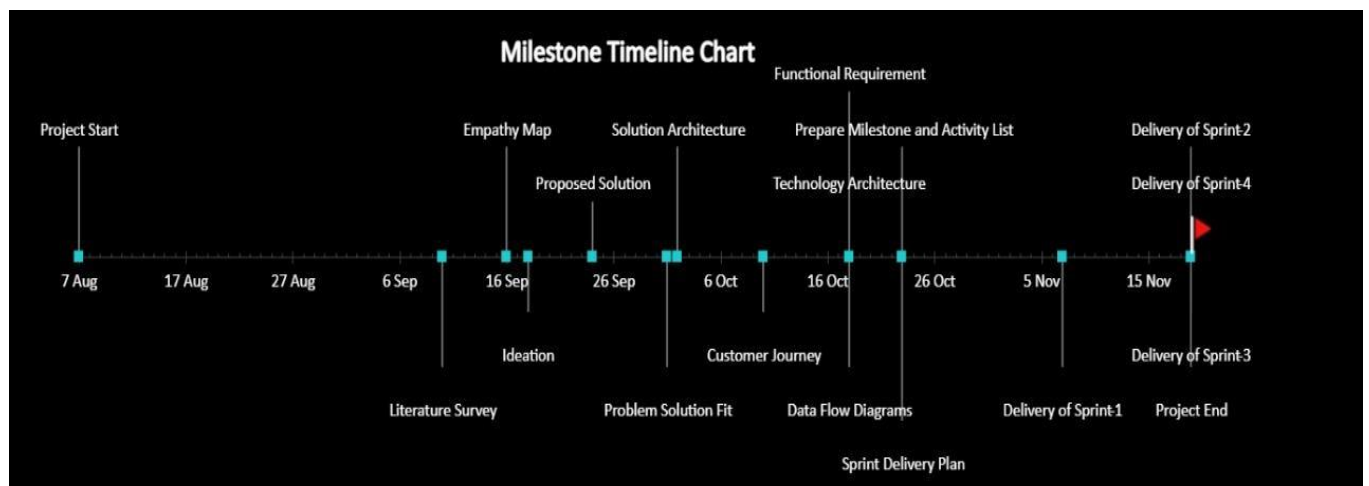 Milestone Timeline Chart
Functional Requirement
Project Start
Empathy Map
Solution Architecture
Prepare Milestone and Activity List
Delivery of Sprint-2
Proposed Solution
Technology Architecture
Delivery of Sprint-4
7 Aug
17 Aug
27 Aug
6 Sep
16 Sep
26 Sep
6 Oct
16 Oct
26 Oct
5 Nov
15 Nov
Ideation
Customer Journey
Delivery of Sprint-3
Literature Survey
Problem Solution Fit
Data Flow Diagrams
Delivery of Sprint-1
Project End
Sprint Delivery Plan